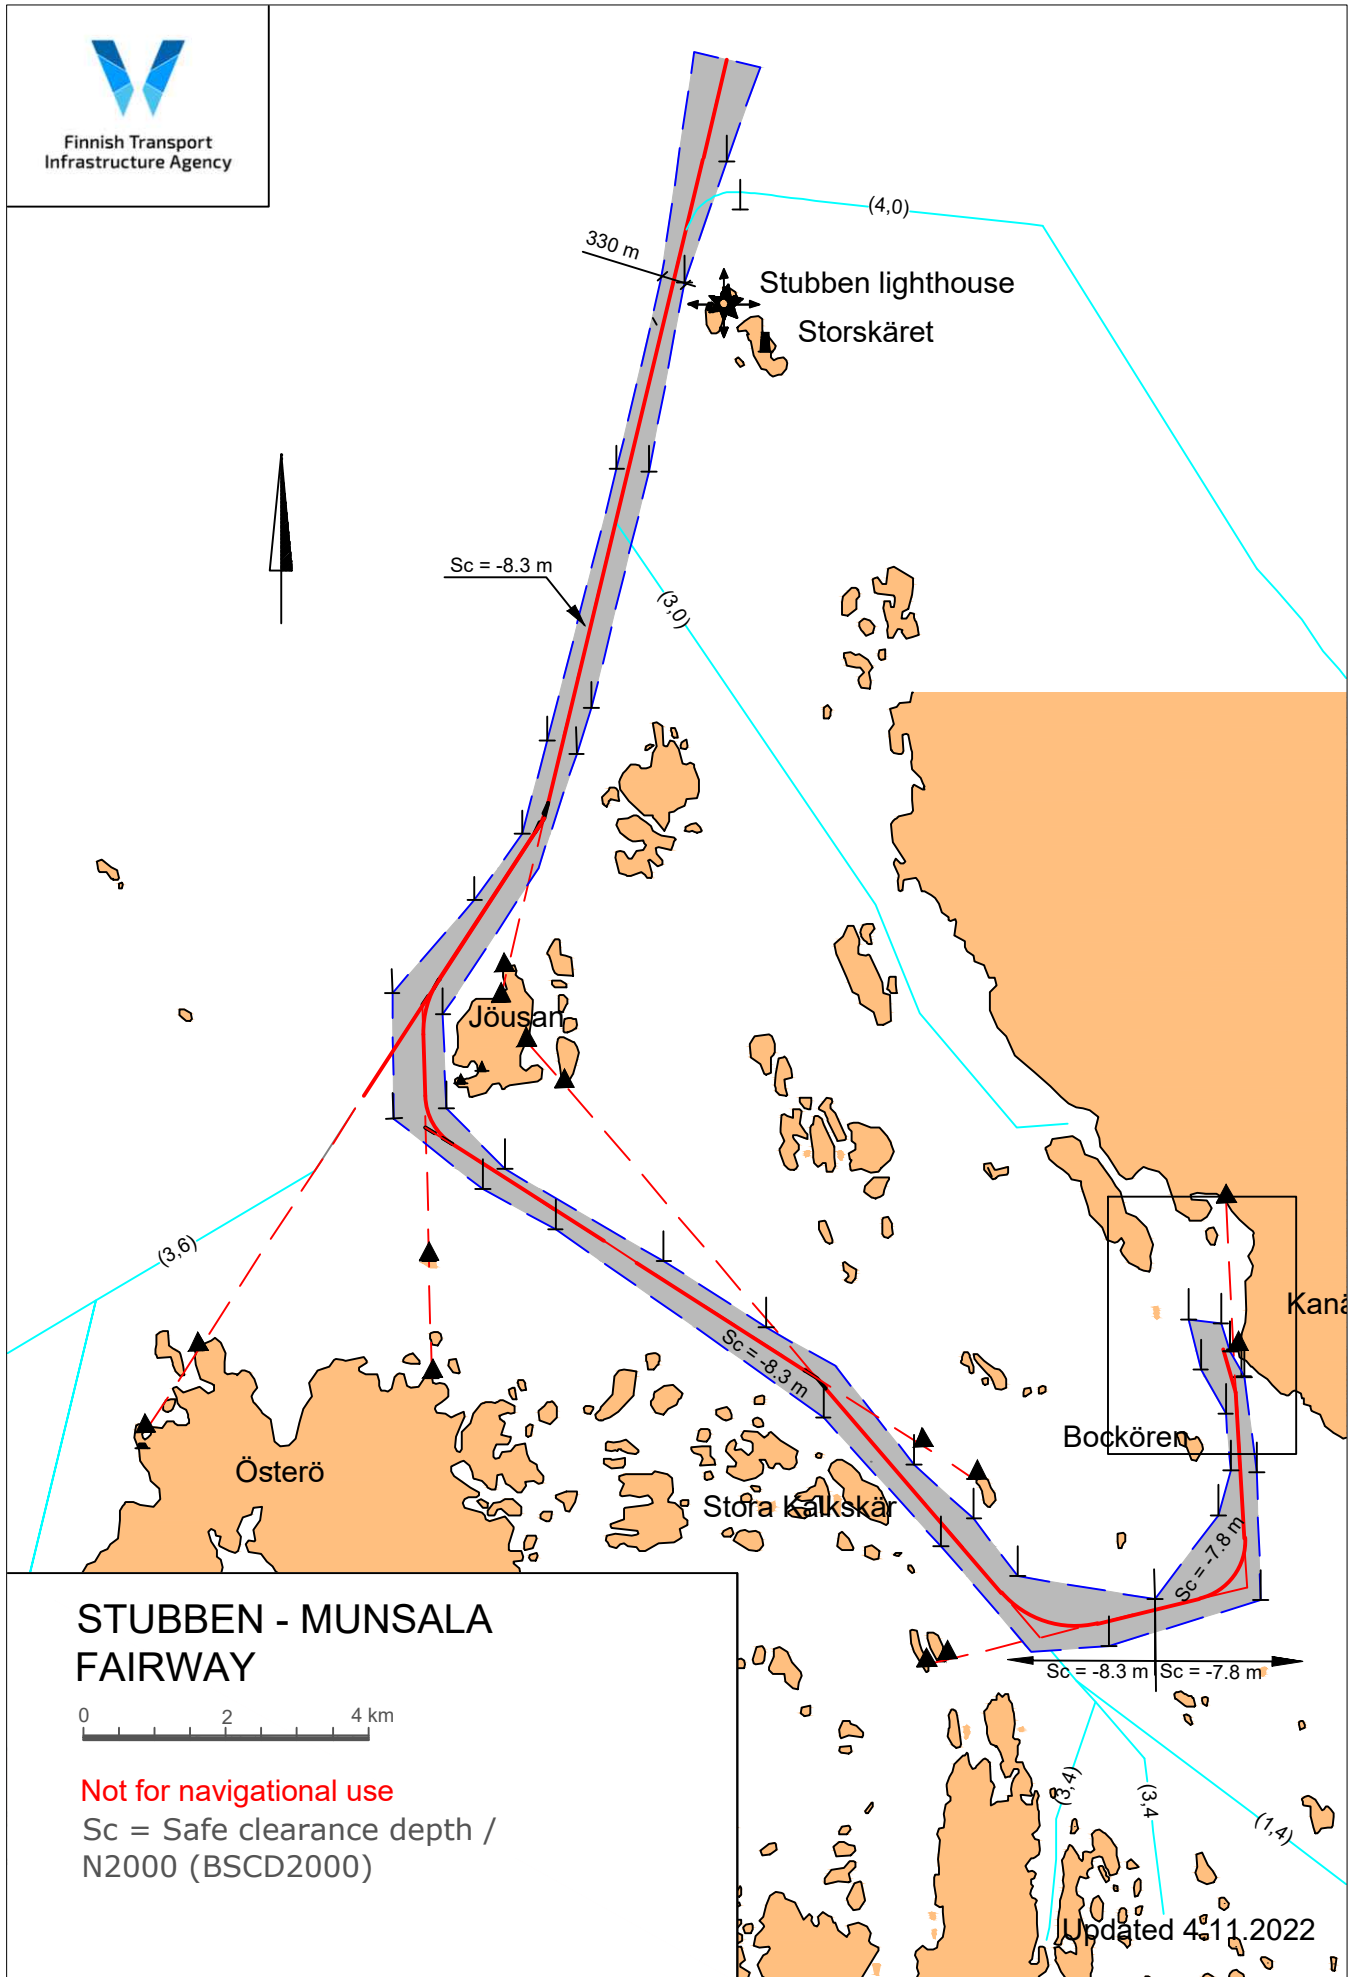 Finnish Transport
Infrastructure Agency
(4,0)
330 m
Stubben lighthouse
Storskäret
Sc = -8.3 m
(3,0)
Jöusan
(3,6)
Kanä
Sc = -8.3 m
Bockören
Österö
Stora Kalkskär
Sc = -7.8 m
STUBBEN - MUNSALA
FAIRWAY
Sc = -8.3 m
Sc = -7.8 m
0 2 4 km
Not for navigational use
Sc = Safe clearance depth /
N2000 (BSCD2000)
(3,4)
(3,4
(1,4)
Updated 4.11.2022